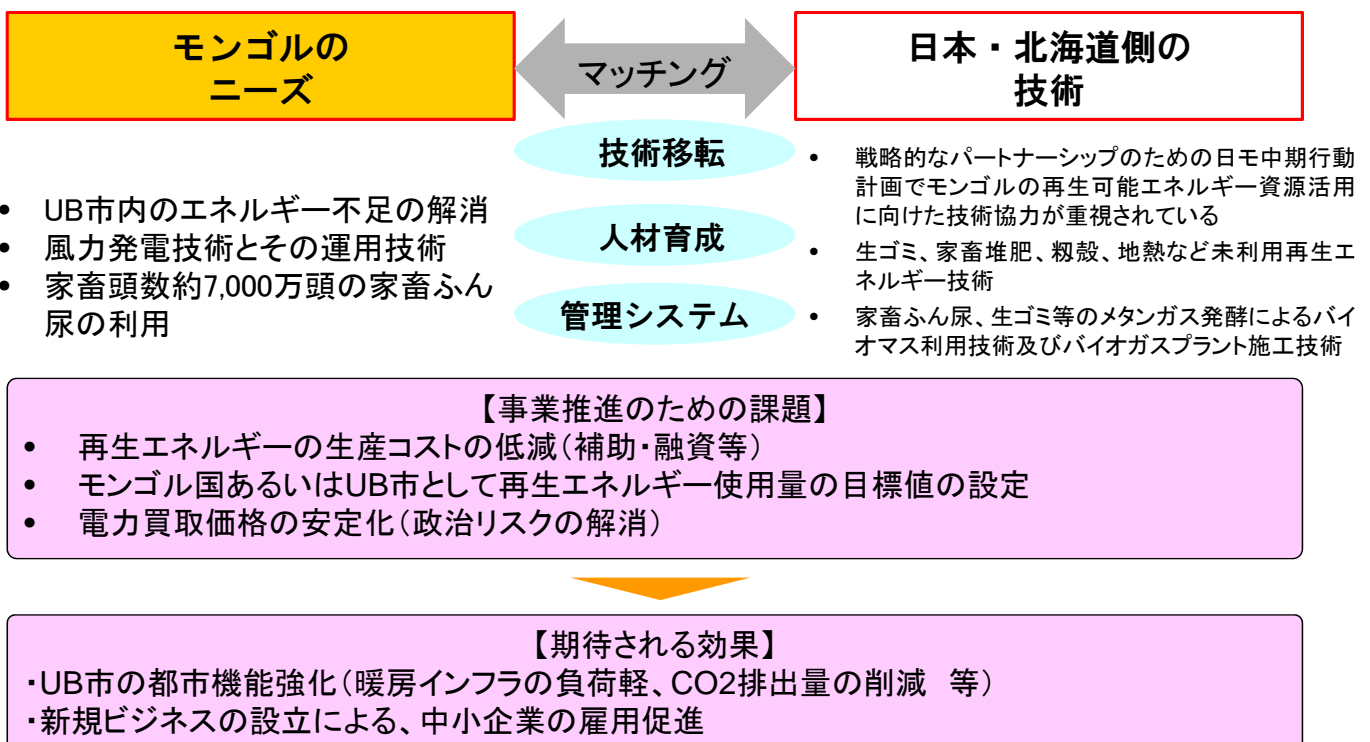 モンゴルの
ニーズ
マッチング
日本・北海道側の
技術
技術移転
人材育成
管理システム
• UB市内のエネルギー不足の解消
• 風力発電技術とその運用技術
• 家畜頭数約7,000万頭の家畜ふん
尿の利用
• 戦略的なパートナーシップのための日モ中期行動
計画でモンゴルの再生可能エネルギー資源活用
に向けた技術協力が重視されている
• 生ゴミ、家畜堆肥、籾殻、地熱など未利用再生エ
ネルギー技術
• 家畜ふん尿、生ゴミ等のメタンガス発酵によるバイ
オマス利用技術及びバイオガスプラント施工技術
【事業推進のための課題】
• 再生エネルギーの生産コストの低減(補助・融資等)
• モンゴル国あるいはUB市として再生エネルギー使用量の目標値の設定
• 電力買取価格の安定化(政治リスクの解消)
【期待される効果】
・UB市の都市機能強化(暖房インフラの負荷軽、CO2排出量の削減 等)
・新規ビジネスの設立による、中小企業の雇用促進